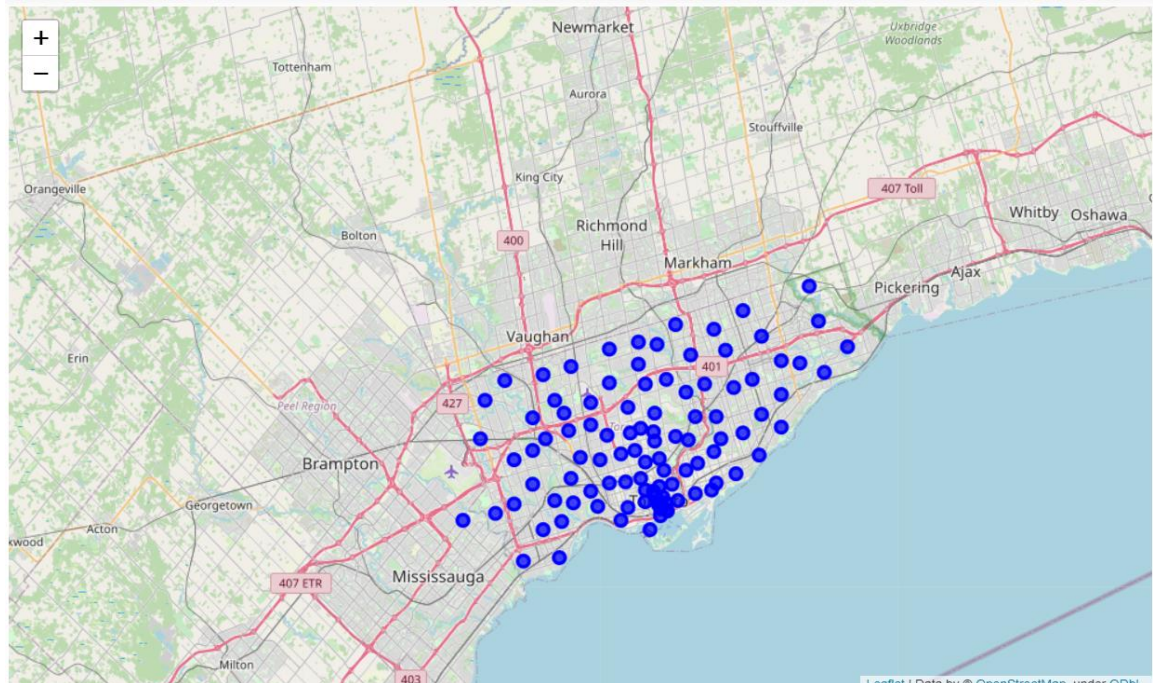 +
−
Newmarket
Uxbridge
Woodlands
Tottenham
Aurora
Stouffville
King City
Orangeville
407 Toll
Whitby
Oshawa
Richmond
Hill
Bolton
400
Markham
Ajax
Pickering
Vaughan
Erin
401
427
Peel Region
Brampton
Georgetown
Acton
kwood
Mississauga
407 ETR
Milton
403
Leaflet | Data by © OpenStreetMap, under ODbL